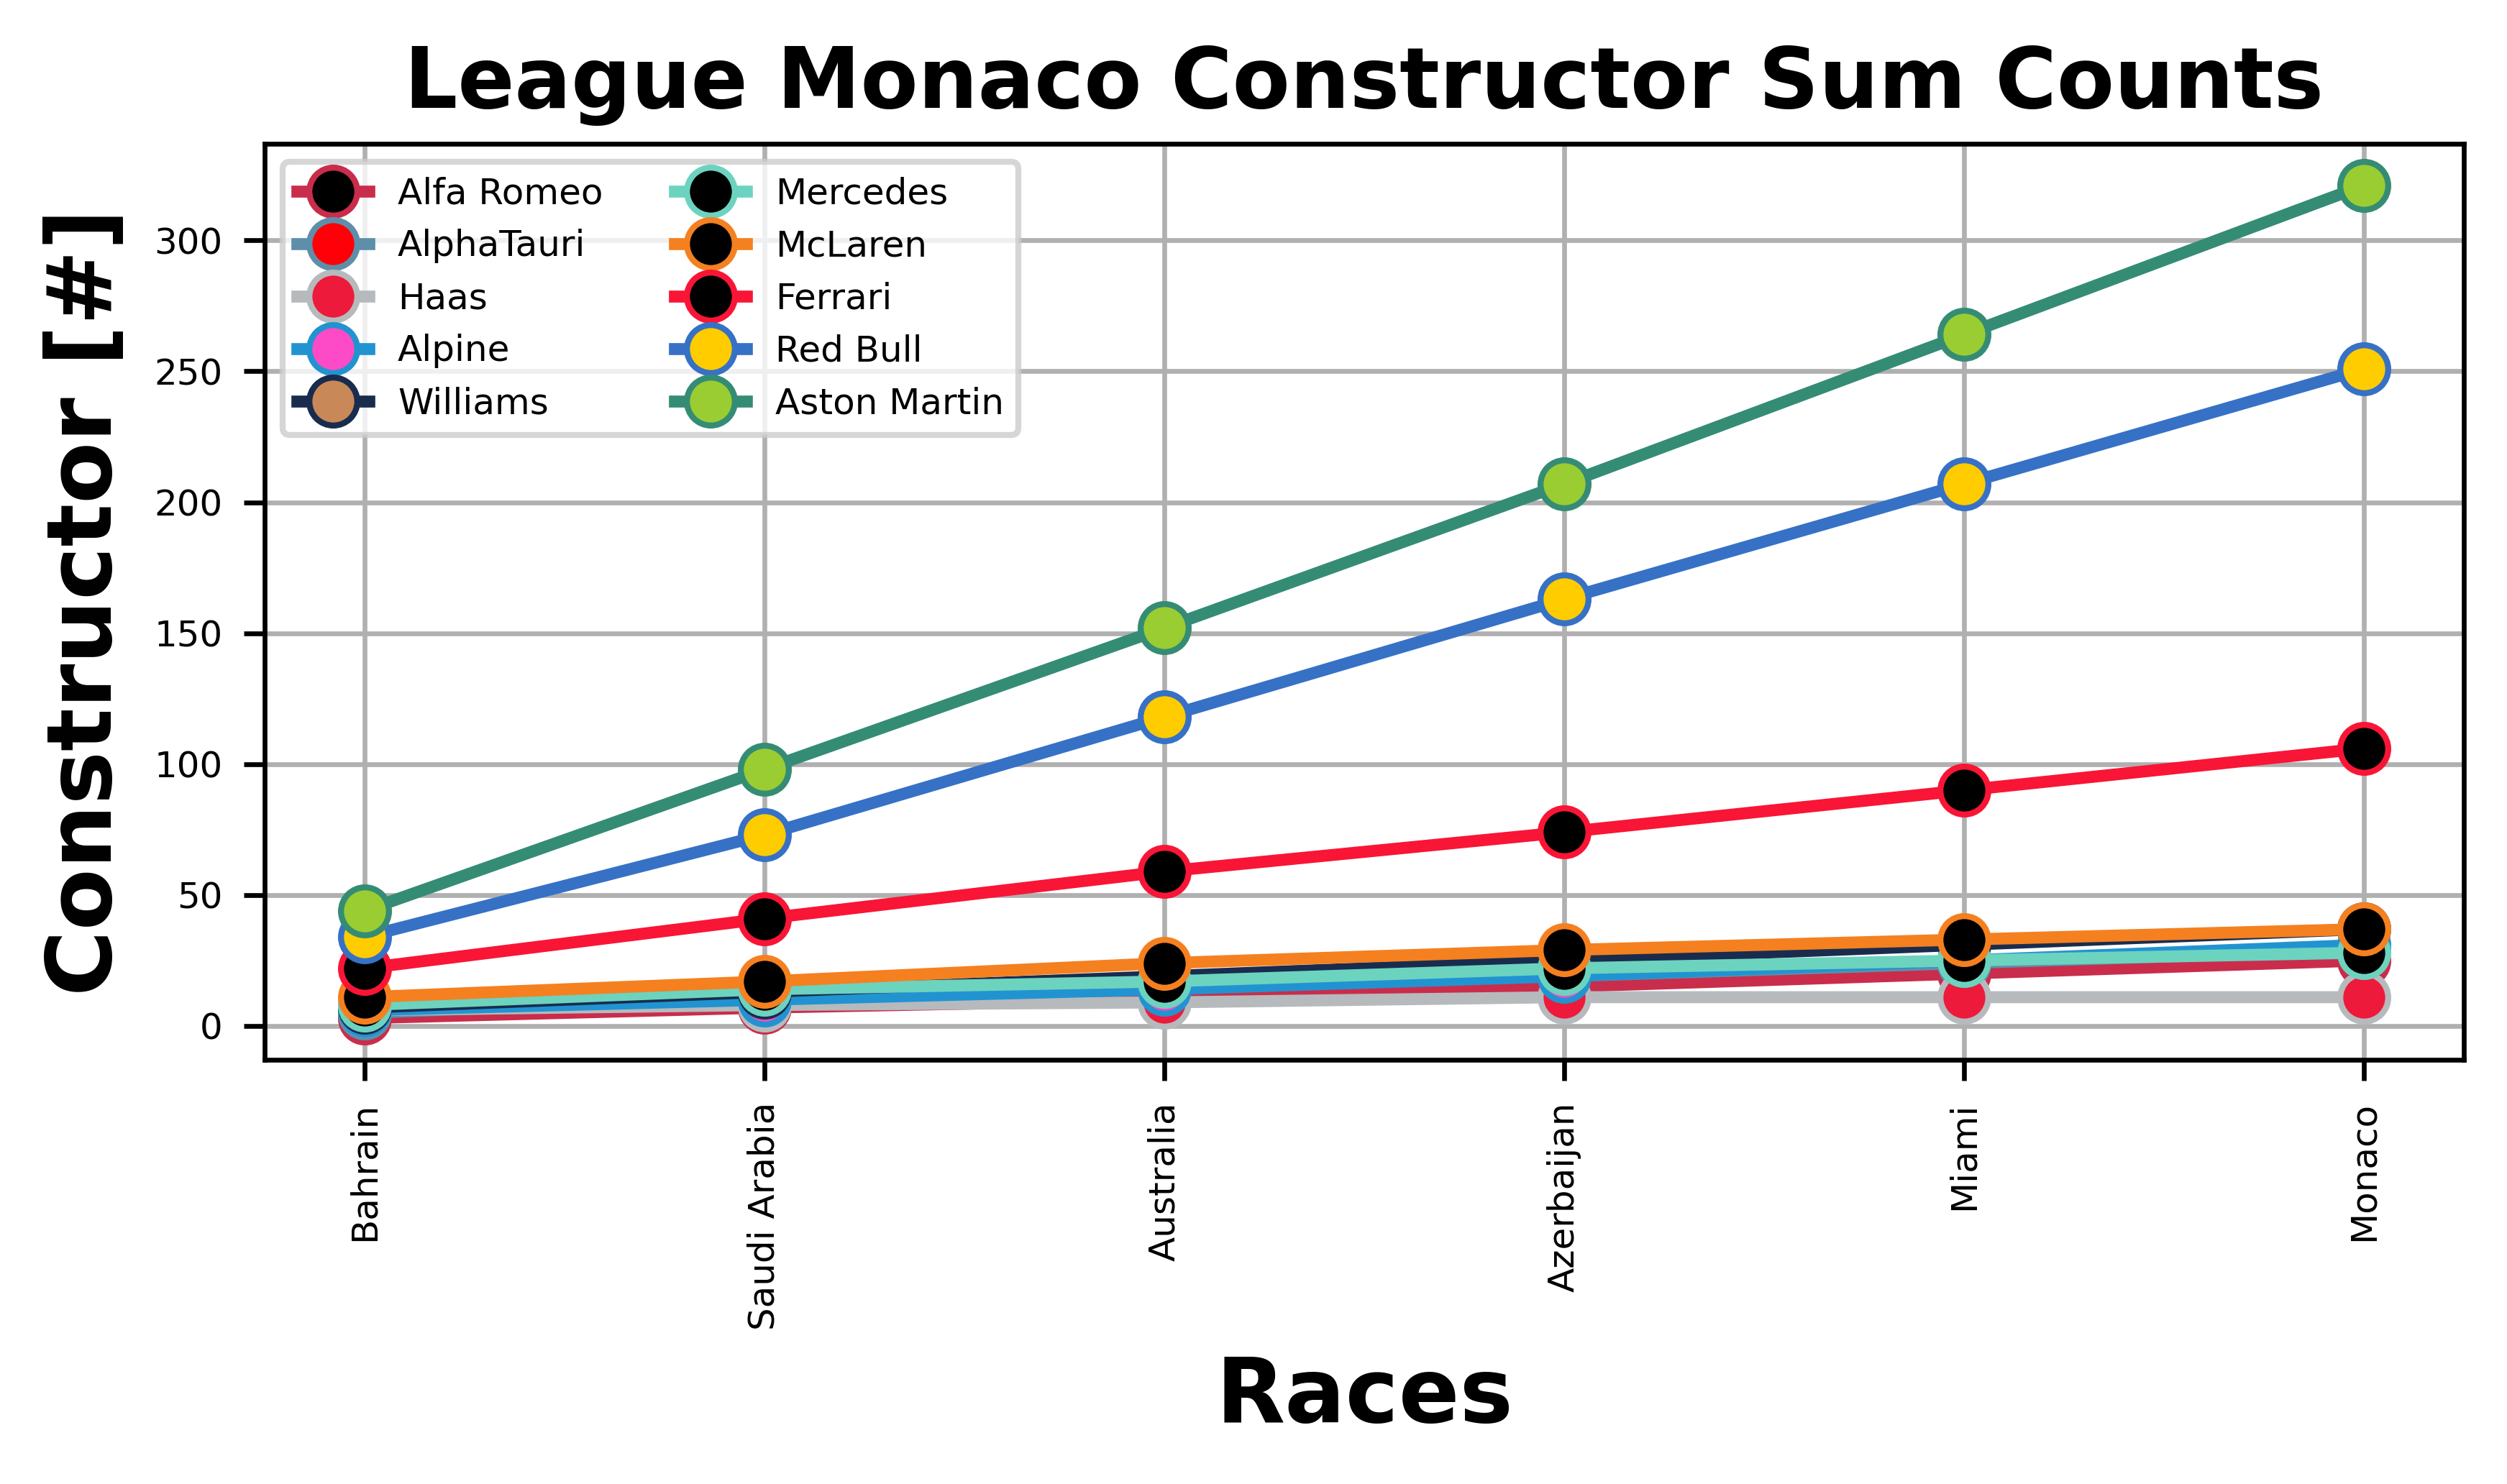 League Monaco Constructor Sum Counts
Constructor [#]
300
250
200
150
100
50
0
Alfa Romeo
AlphaTauri
Haas
Alpine
Williams
Mercedes
McLaren
Ferrari
Red Bull
Aston Martin
Bahrain
Saudi Arabia
Australia
Azerbaijan
Miami
Monaco
Races